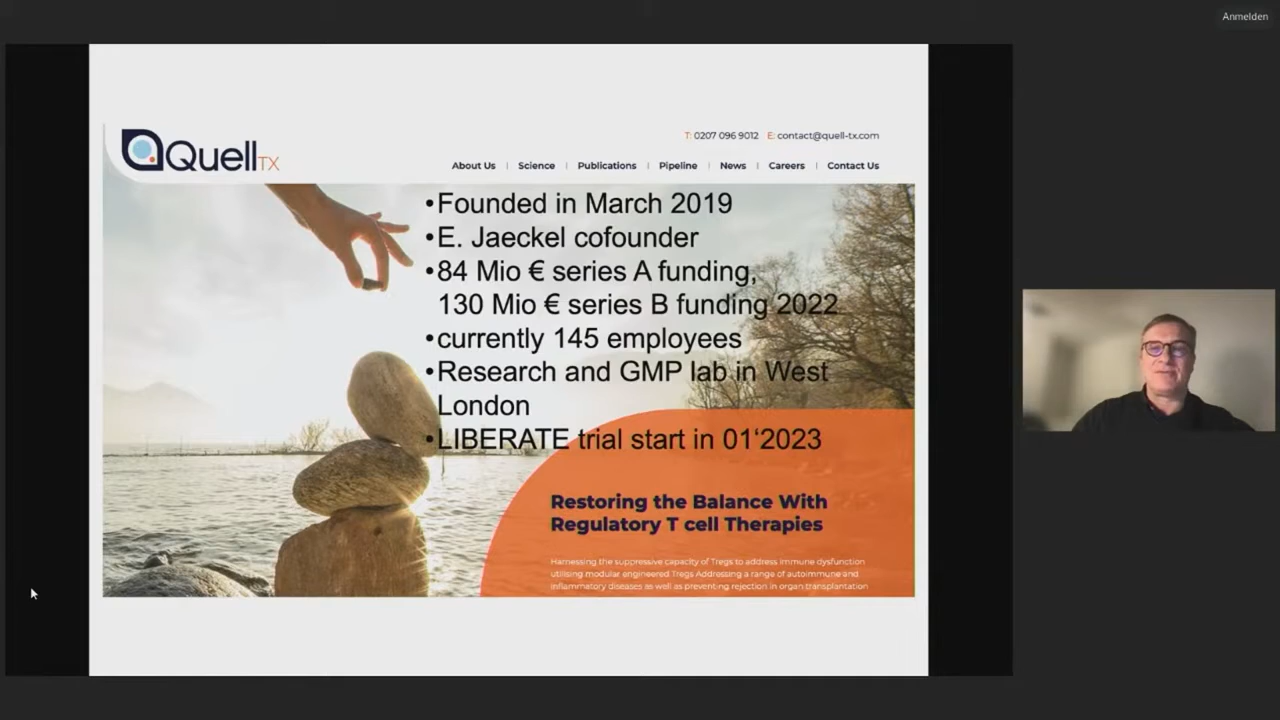 Anmelden
QuellTX
T: 0207 096 9012 E: contact@quell-tx.com
About Us | Science | Publications | Pipeline | News | Careers | Contact Us
•Founded in March 2019
•E. Jaeckel cofounder
•84 Mio € series A funding,
130 Mio € series B funding 2022
•currently 145 employees
•Research and GMP lab in West
London
•LIBERATE trial start in 01‘2023
Restoring the Balance With
Regulatory T cell Therapies
Harnessing the suppressive capacity of Tregs to address immune dysfunction
utilising modular engineered Tregs Addressing a range of autoimmune and
inflammatory diseases as well as preventing rejection in organ transplantation